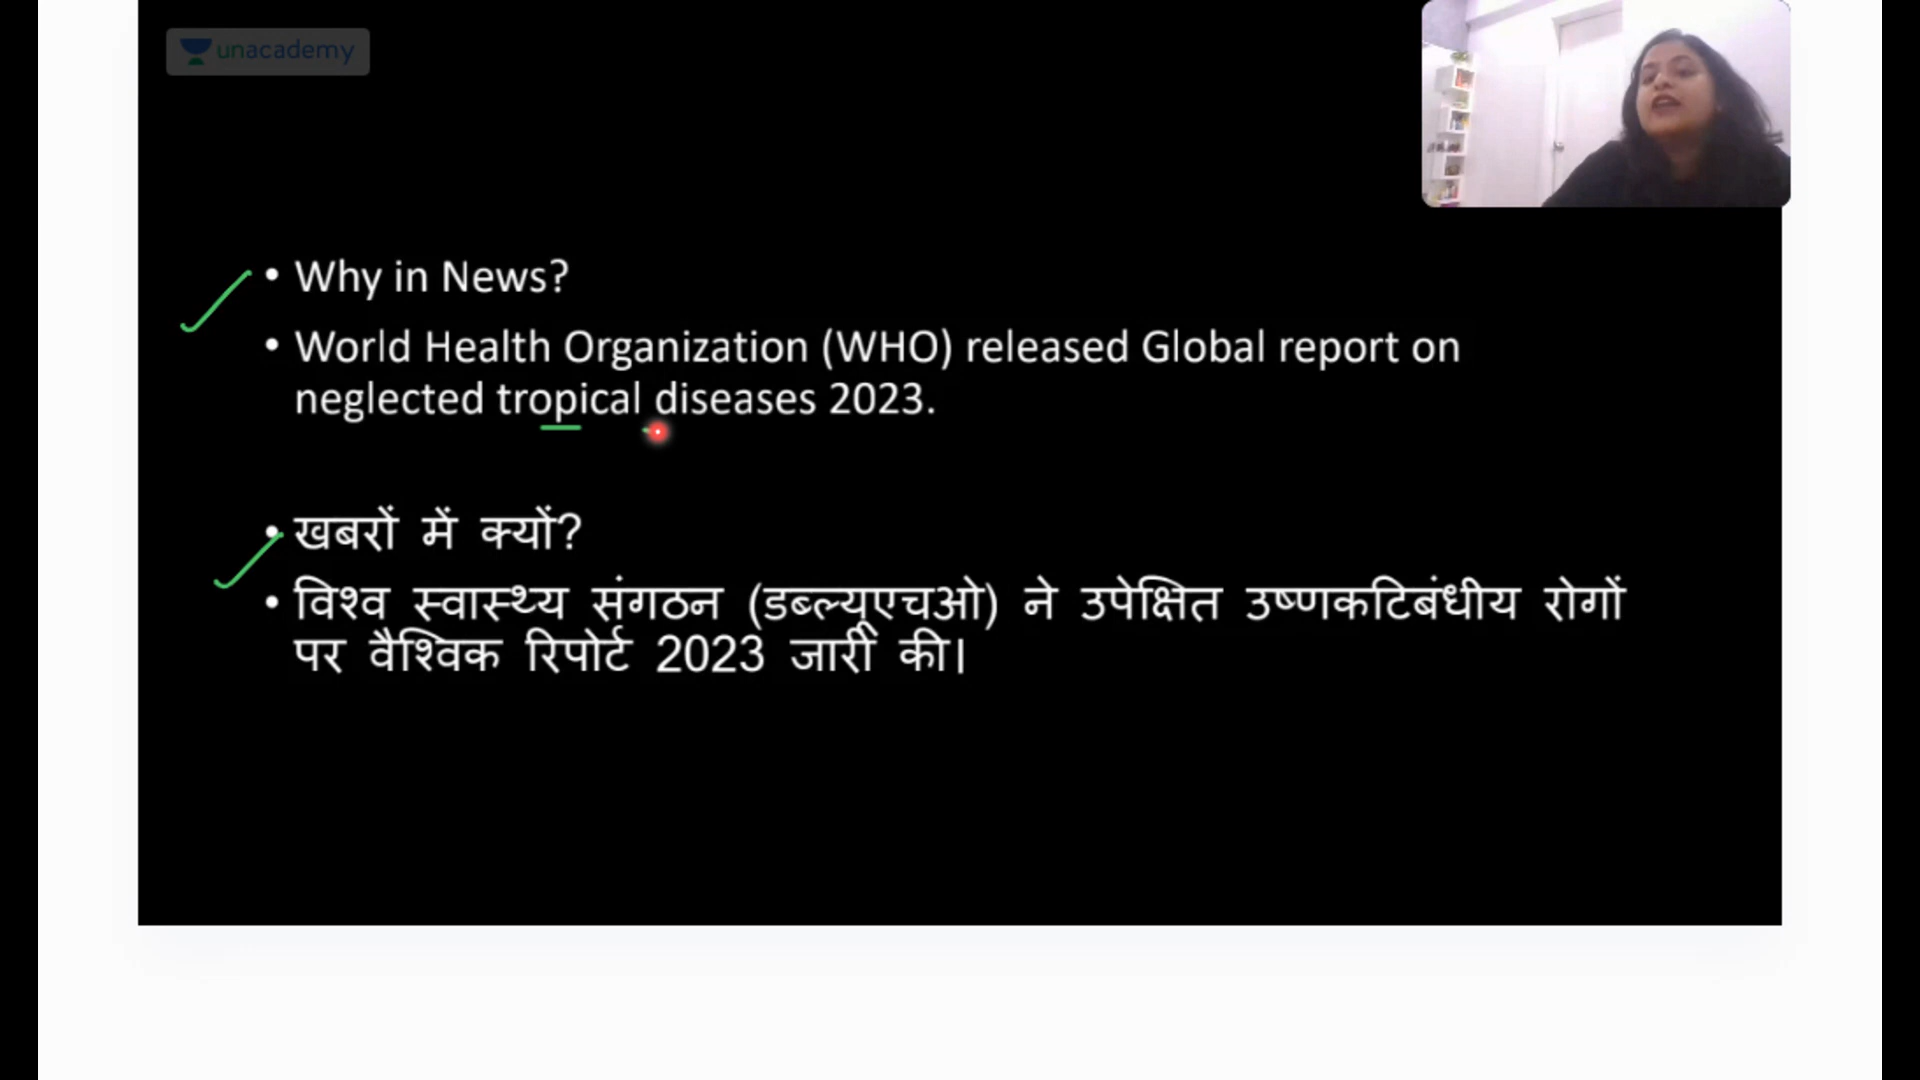 unacademy
• Why in News?
• World Health Organization (WHO) released Global report on
neglected tropical diseases 2023.
• खबरों में क्यों?
• विश्व स्वास्थ्य संगठन (डब्ल्यूएचओ) ने उपेक्षित उष्णकटिबंधीय रोगों
पर वैश्विक रिपोर्ट 2023 जारी की।